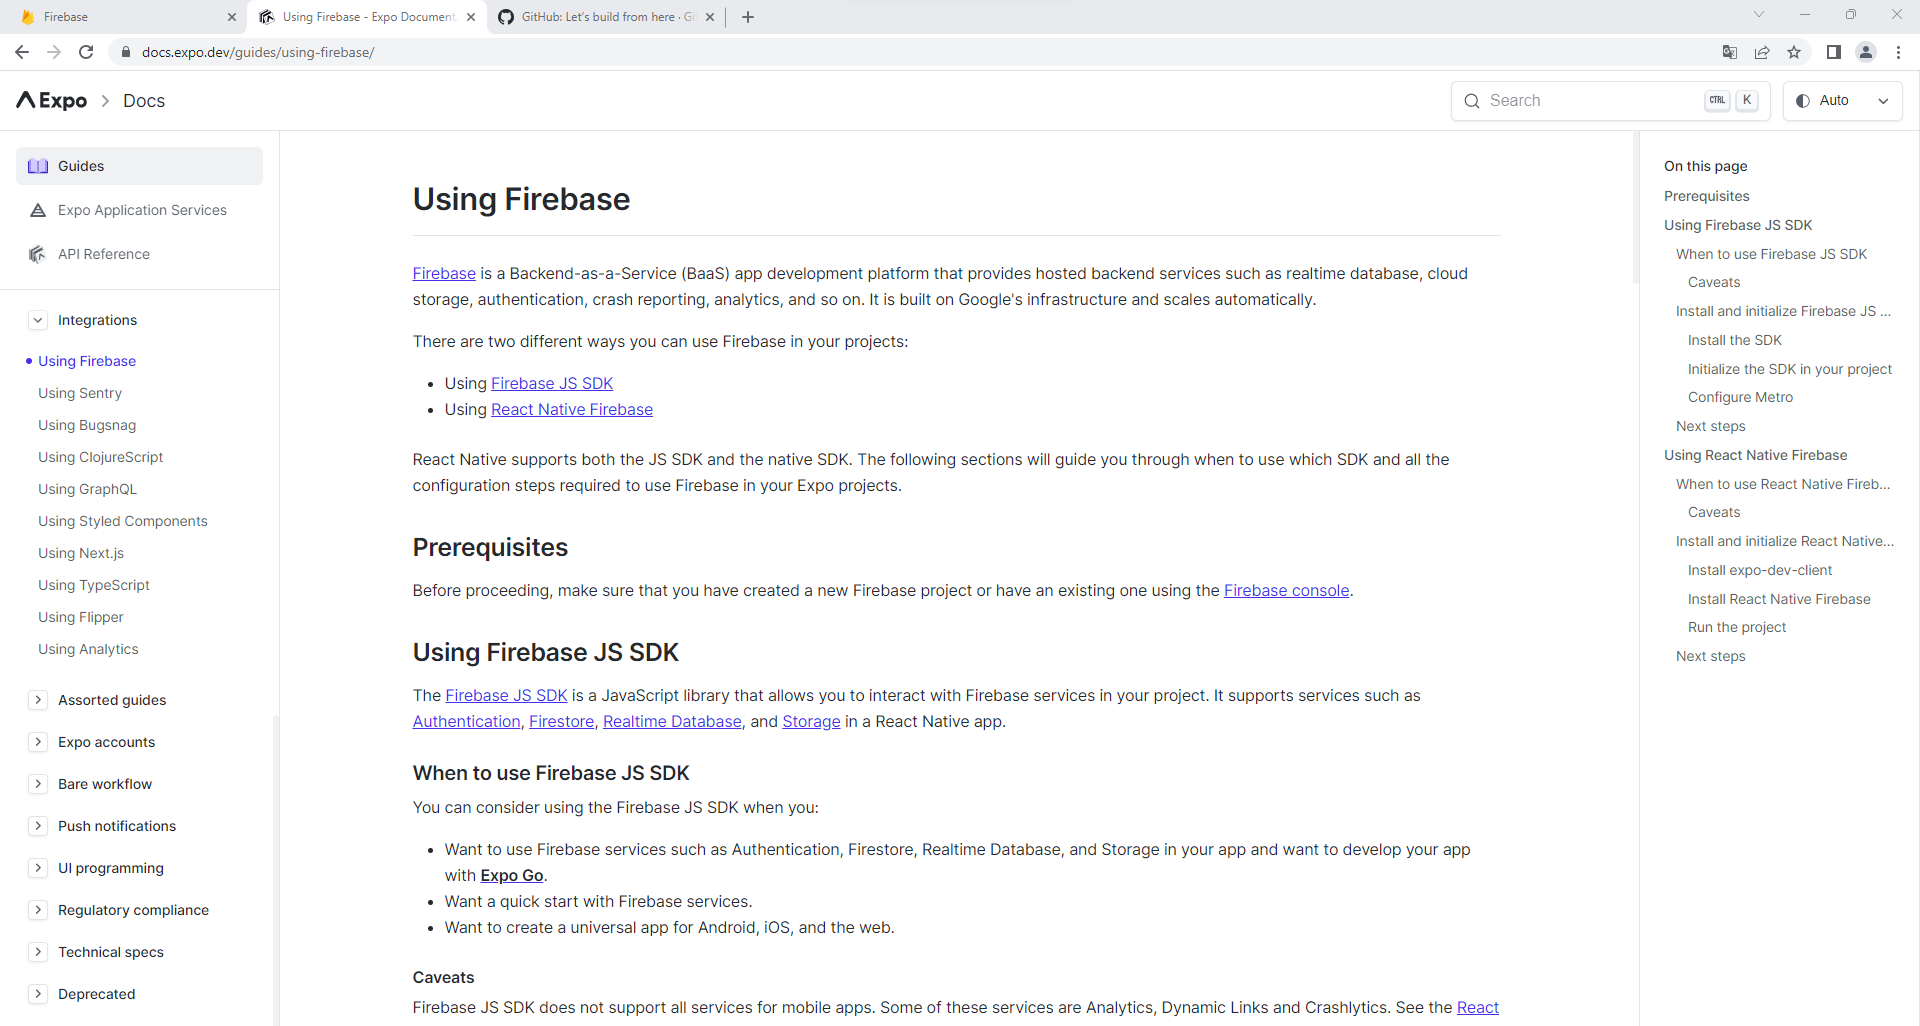 Firebase
Using Firebase - Expo Document
GitHub: Let's build from here · Gi
docs.expo.dev/guides/using-firebase/
Expo
Docs
Search
CTRL
K
Auto
Guides
Expo Application Services
API Reference
Integrations
Using Firebase
Using Sentry
Using Bugsnag
Using ClojureScript
Using GraphQL
Using Styled Components
Using Next.js
Using TypeScript
Using Flipper
Using Analytics
Assorted guides
Expo accounts
Bare workflow
Push notifications
UI programming
Regulatory compliance
Technical specs
Deprecated
Using Firebase
Firebase is a Backend-as-a-Service (BaaS) app development platform that provides hosted backend services such as realtime database, cloud
storage, authentication, crash reporting, analytics, and so on. It is built on Google's infrastructure and scales automatically.
There are two different ways you can use Firebase in your projects:
• Using Firebase JS SDK
• Using React Native Firebase
React Native supports both the JS SDK and the native SDK. The following sections will guide you through when to use which SDK and all the
configuration steps required to use Firebase in your Expo projects.
Prerequisites
Before proceeding, make sure that you have created a new Firebase project or have an existing one using the Firebase console.
Using Firebase JS SDK
The Firebase JS SDK is a JavaScript library that allows you to interact with Firebase services in your project. It supports services such as
Authentication, Firestore, Realtime Database, and Storage in a React Native app.
When to use Firebase JS SDK
You can consider using the Firebase JS SDK when you:
• Want to use Firebase services such as Authentication, Firestore, Realtime Database, and Storage in your app and want to develop your app
with Expo Go.
• Want a quick start with Firebase services.
• Want to create a universal app for Android, iOS, and the web.
Caveats
Firebase JS SDK does not support all services for mobile apps. Some of these services are Analytics, Dynamic Links and Crashlytics. See the React
On this page
Prerequisites
Using Firebase JS SDK
When to use Firebase JS SDK
Caveats
Install and initialize Firebase JS ...
Install the SDK
Initialize the SDK in your project
Configure Metro
Next steps
Using React Native Firebase
When to use React Native Fireb...
Caveats
Install and initialize React Native...
Install expo-dev-client
Install React Native Firebase
Run the project
Next steps